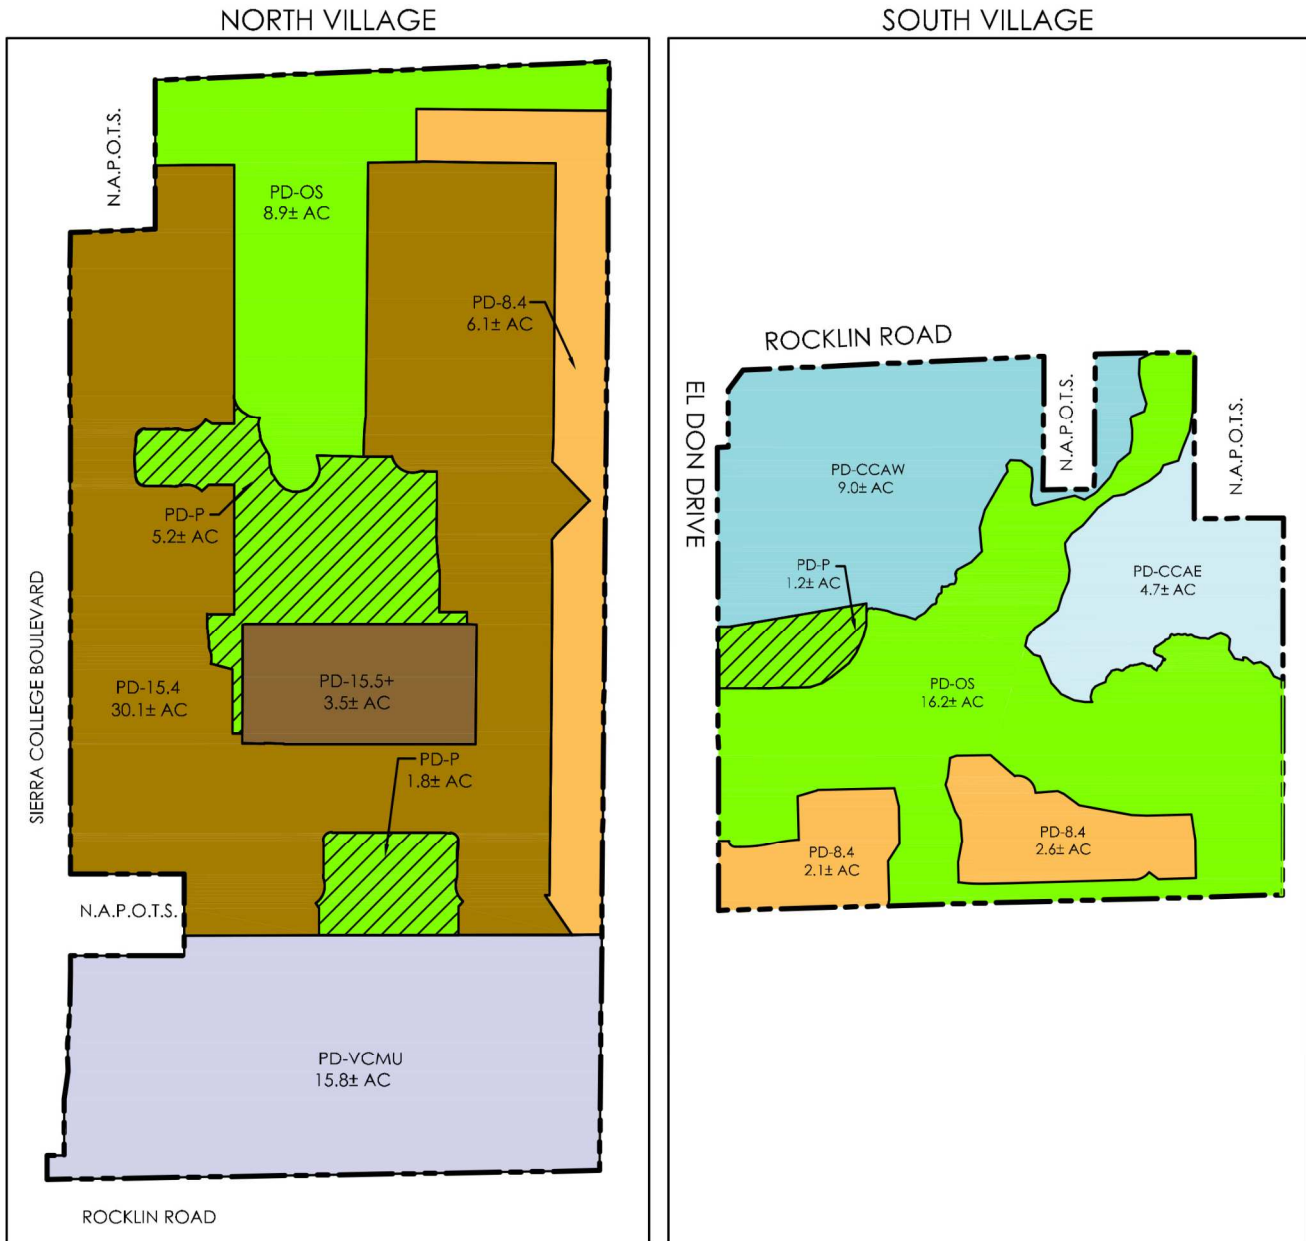 NORTH VILLAGE
N.A.P.O.T.S.
PD-OS
8.9± AC
PD-8.4
6.1± AC
PD-P
5.2± AC
PD-15.4
30.1± AC
PD-15.5+
3.5± AC
PD-P
1.8± AC
SIERRA COLLEGE BOULEVARD
N.A.P.O.T.S.
PD-VCMU
15.8± AC
ROCKLIN ROAD
SOUTH VILLAGE
ROCKLIN ROAD
EL DON DRIVE
N.A.P.O.T.S.
N.A.P.O.T.S.
PD-CCAW
9.0± AC
PD-P
1.2± AC
PD-CCAE
4.7± AC
PD-OS
16.2± AC
PD-8.4
2.1± AC
PD-8.4
2.6± AC